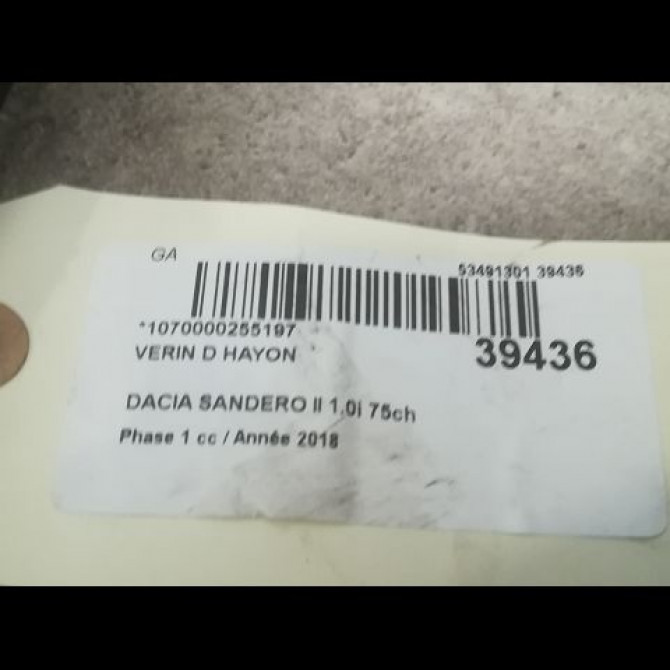 GA
53491301 39436
*1070000255197
VERIN D HAYON
39436
DACIA SANDERO II 1.0i 75ch
Phase 1 cc / Année 2018